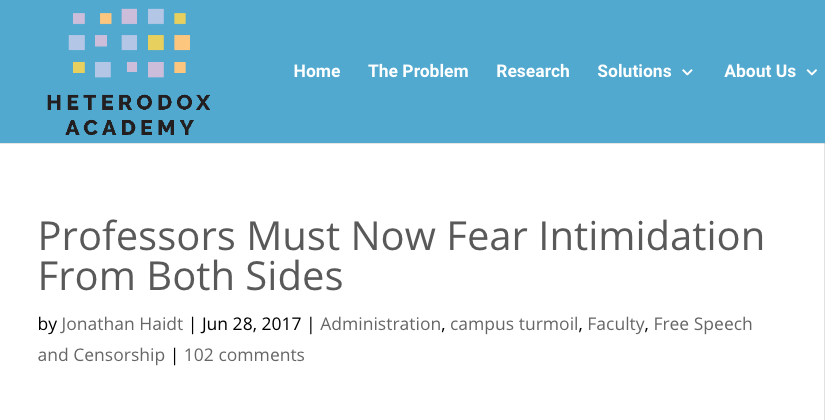 HETERODOX
ACADEMY
Home The Problem Research Solutions About Us
Professors Must Now Fear Intimidation
From Both Sides
by Jonathan Haidt | Jun 28, 2017 | Administration, campus turmoil, Faculty, Free Speech
and Censorship | 102 comments